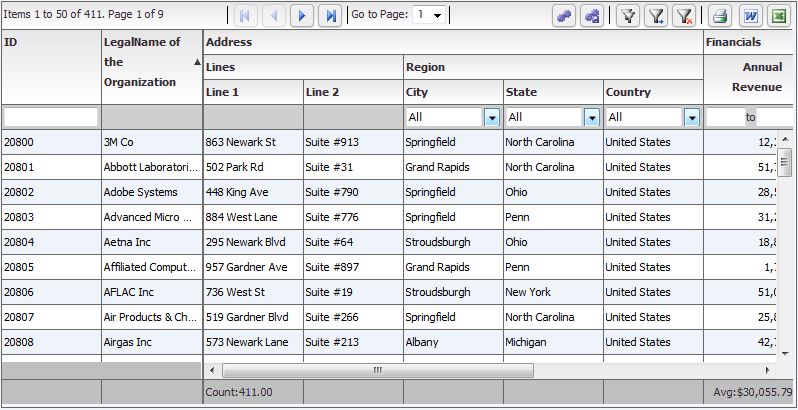 Items 1 to 50 of 411. Page 1 of 9 Go to Page: 1
ID LegalName of the Organization Address Financials
Lines Region Annual Revenue
Line 1 Line 2 City State Country
All All All to
20800 3M Co 863 Newark St Suite #913 Springfield North Carolina United States 12,3
20801 Abbott Laboratori... 502 Park Rd Suite #31 Grand Rapids North Carolina United States 51,
20802 Adobe Systems 448 King Ave Suite #790 Springfield Ohio United States 28,5
20803 Advanced Micro ... 884 West Lane Suite #776 Springfield Penn United States 31,2
20804 Aetna Inc 295 Newark Blvd Suite #64 Stroudsburgh Ohio United States 18,8
20805 Affiliated Comput... 957 Gardner Ave Suite #897 Grand Rapids Penn United States 1,
20806 AFLAC Inc 736 West St Suite #19 Stroudsburgh New York United States 51,0
20807 Air Products & Ch... 519 Gardner Blvd Suite #266 Springfield North Carolina United States 25,8
20808 Airgas Inc 573 Newark Lane Suite #213 Albany Michigan United States 42,7
Count:411.00 Avg:$30,055.79